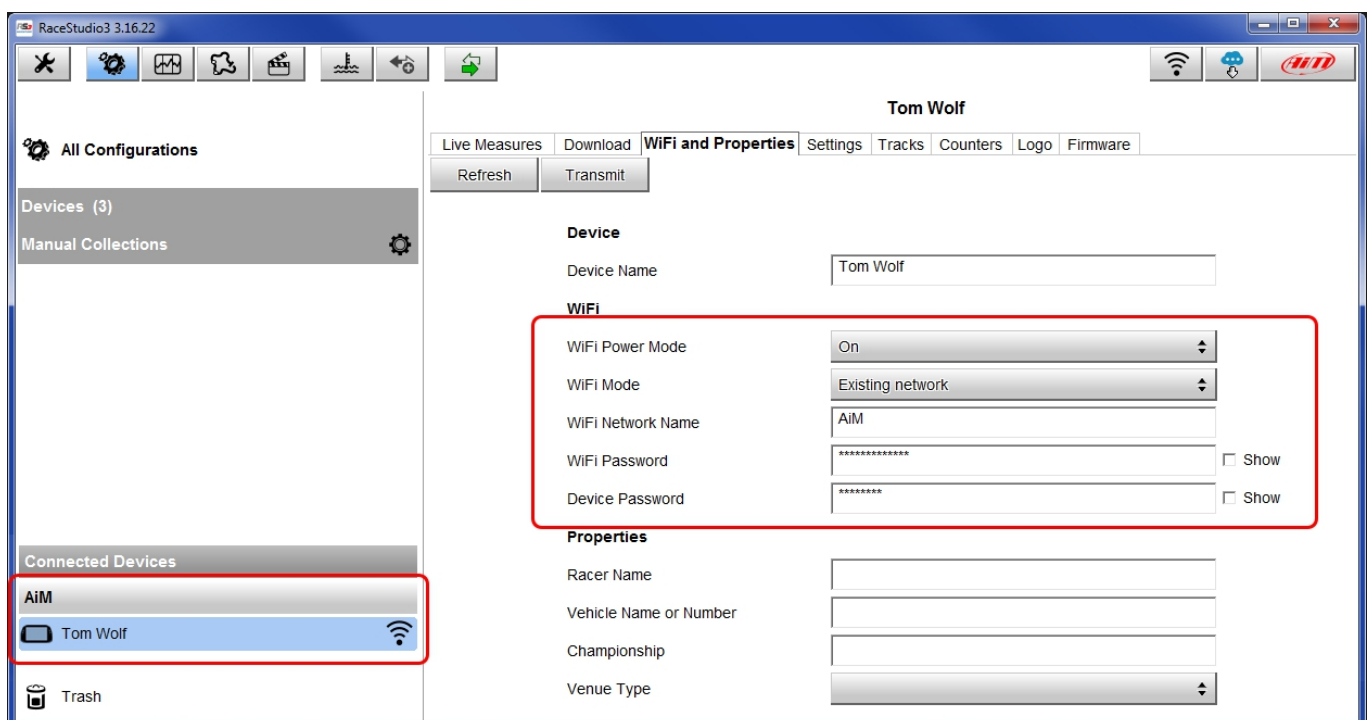 RaceStudio3 3.16.22
AiM
Tom Wolf
All Configurations
Live Measures Download WiFi and Properties Settings Tracks Counters Logo Firmware
Refresh Transmit
Devices (3)
Manual Collections
Device
Device Name Tom Wolf
WiFi
WiFi Power Mode On
WiFi Mode Existing network
WiFi Network Name AiM
WiFi Password ************* Show
Device Password ******** Show
Properties
Racer Name
Vehicle Name or Number
Championship
Venue Type
Connected Devices
AiM
Tom Wolf
Trash